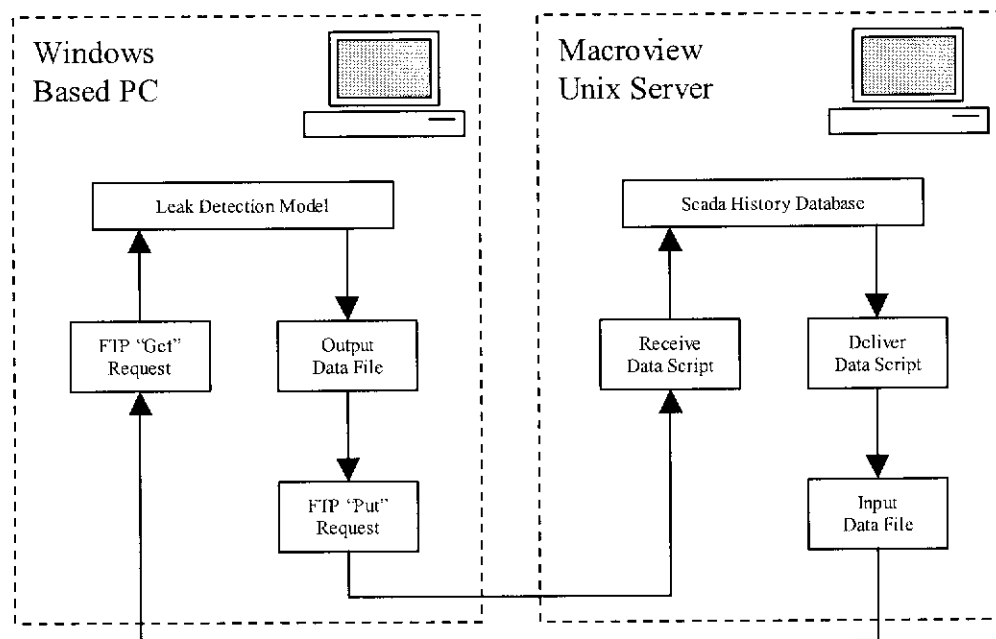 Windows
Based PC
Macroview
Unix Server
Leak Detection Model
Scada History Database
FTP “Get”
Request
Output
Data File
Receive
Data Script
Deliver
Data Script
FTP “Put”
Request
Input
Data File